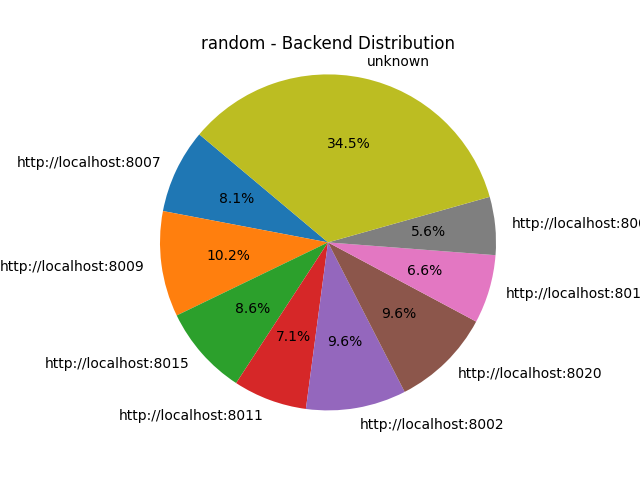 random - Backend Distribution
unknown
34.5%
http://localhost:8007
8.1%
5.6%
10.2%
http://localhost:8009
6.6%
8.6%
9.6%
7.1%
9.6%
http://localhost:8015
http://localhost:8020
http://localhost:8011
http://localhost:8002